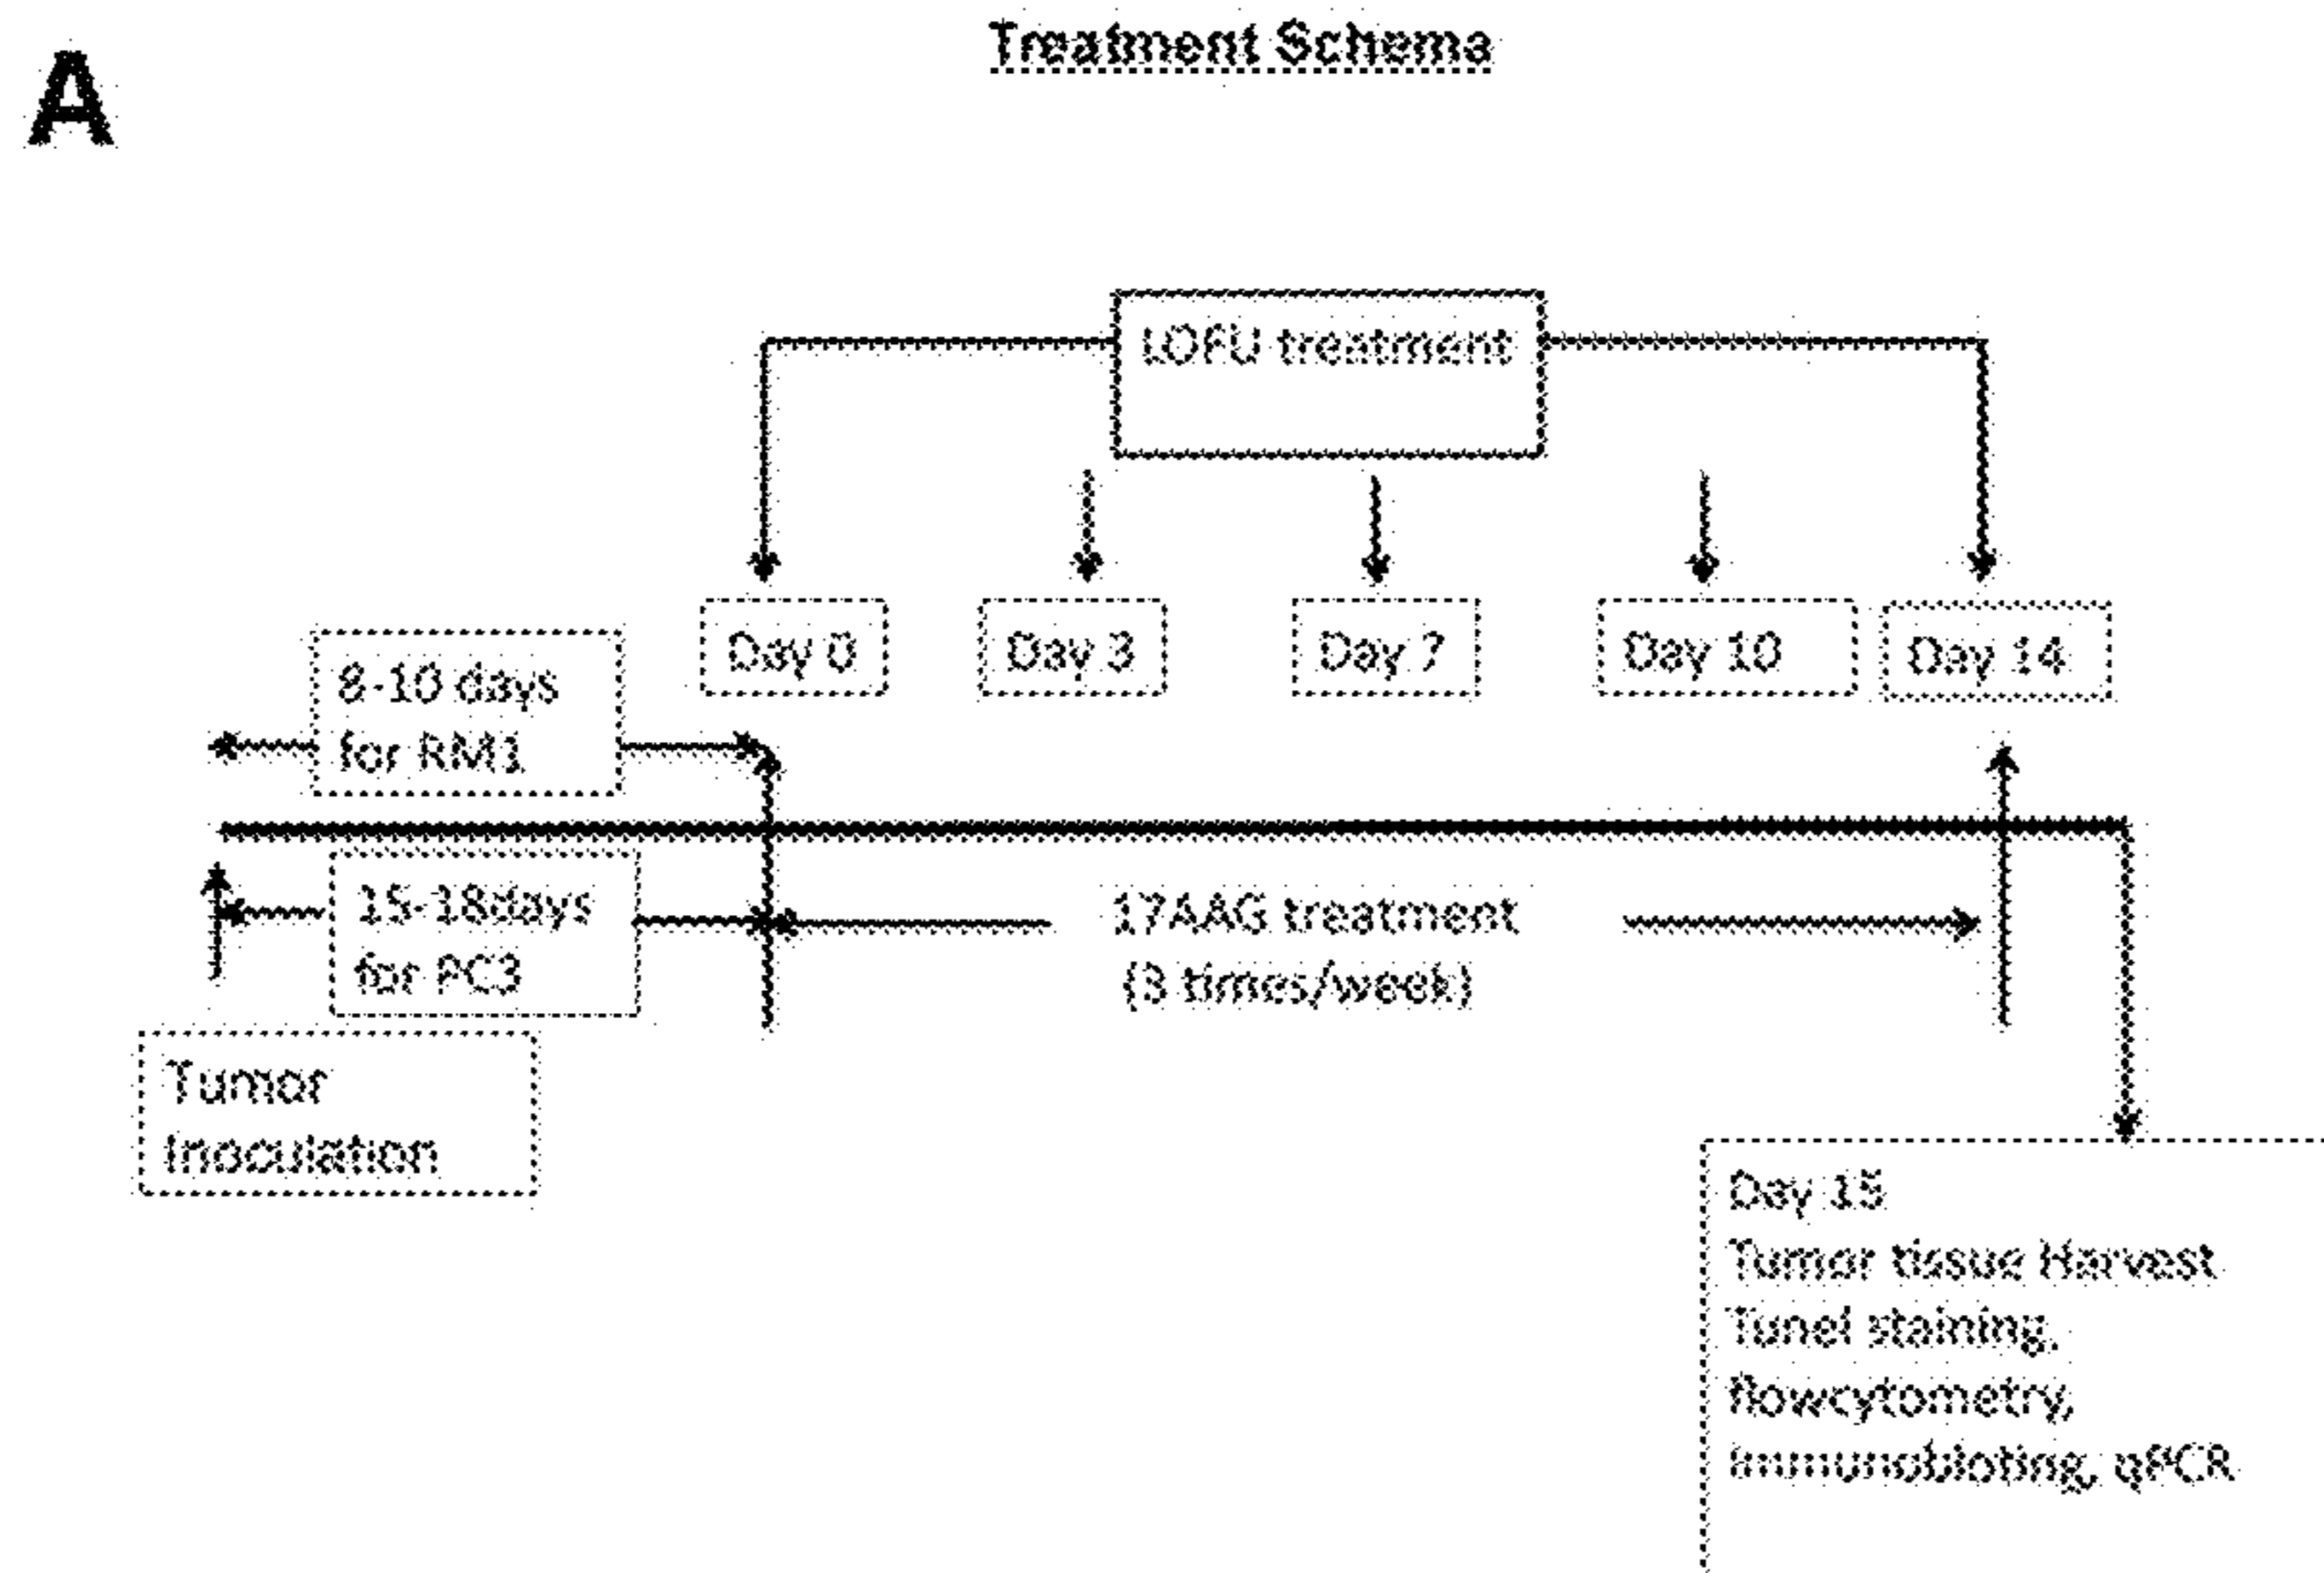 Treatment Schema
A
LOFU treatment
Day 0
Day 3
Day 7
Day 10
Day 14
8-10 days
for RM1
15-18days
for PC3
17AAG treatment
(3 times/week)
Tumor
Inoculation
Day 15
Tumor tissue Harvest
Tunel staining,
flowcytometry,
immunobloting, qPCR